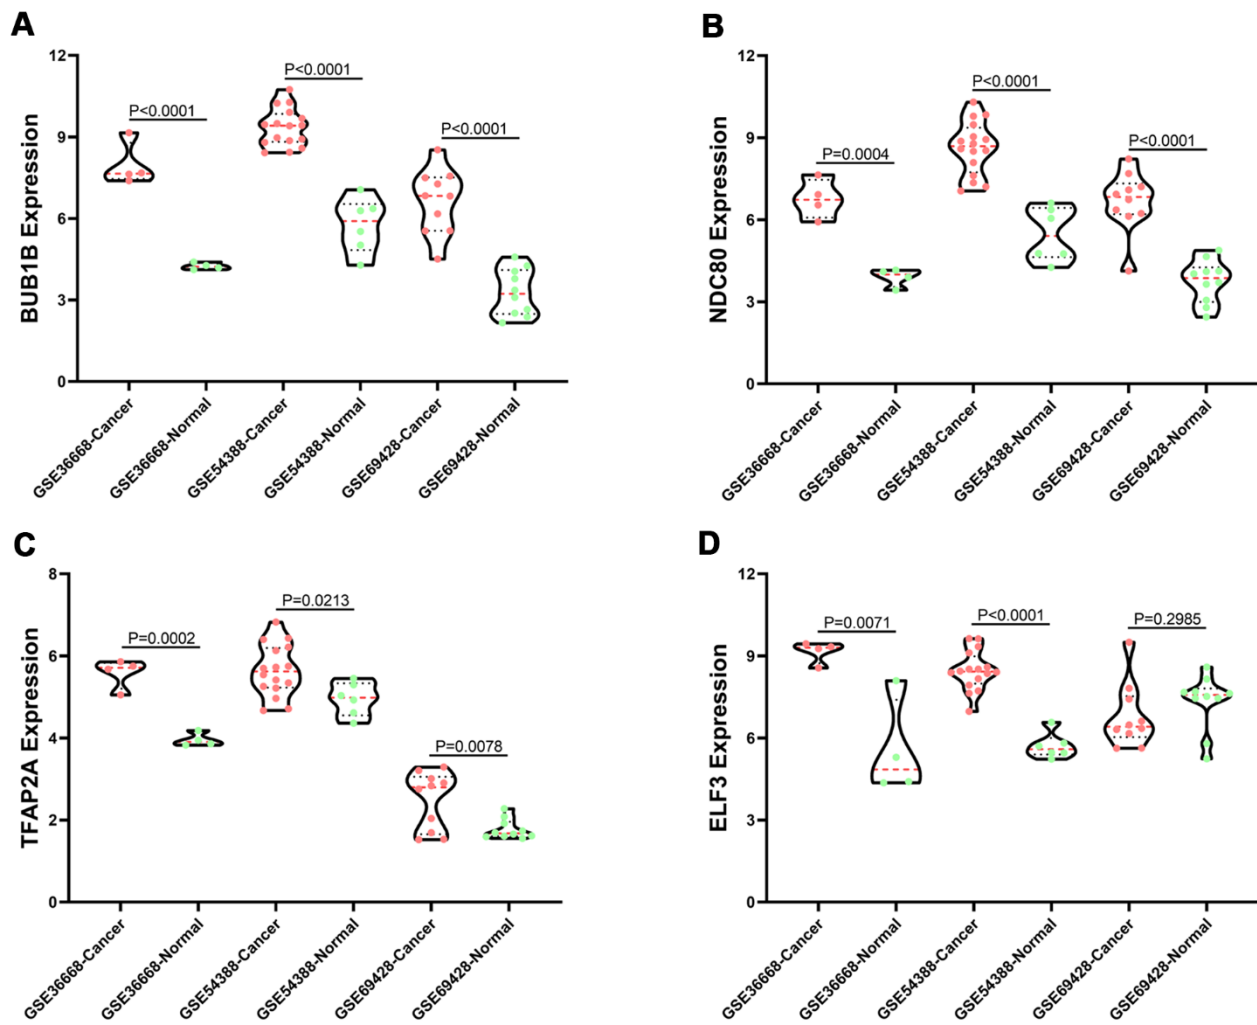 A
BUB1B Expression
12
9
6
3
0
P<0.0001
P<0.0001
P<0.0001
GSE36668-Cancer
GSE36668-Normal
GSE54388-Cancer
GSE54388-Normal
GSE69428-Cancer
GSE69428-Normal
B
NDC80 Expression
12
9
6
3
0
P=0.0004
P<0.0001
P<0.0001
GSE36668-Cancer
GSE36668-Normal
GSE54388-Cancer
GSE54388-Normal
GSE69428-Cancer
GSE69428-Normal
C
TFAP2A Expression
8
6
4
2
0
P=0.0002
P=0.0213
P=0.0078
GSE36668-Cancer
GSE36668-Normal
GSE54388-Cancer
GSE54388-Normal
GSE69428-Cancer
GSE69428-Normal
D
ELF3 Expression
12
9
6
3
0
P=0.0071
P<0.0001
P=0.2985
GSE36668-Cancer
GSE36668-Normal
GSE54388-Cancer
GSE54388-Normal
GSE69428-Cancer
GSE69428-Normal